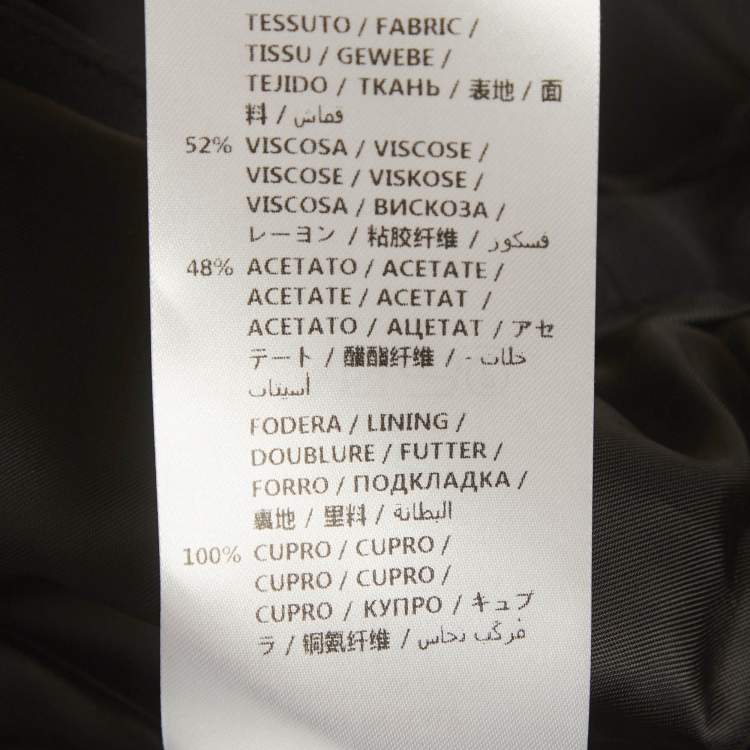 TESSUTO / FABRIC /
TISSU / GEWEBE /
TEJIDO / ТКАНЬ / 表地 / 面
料 / قماش
52% VISCOSA / VISCOSE /
VISCOSE / VISKOSE /
VISCOSA / ВИСКОЗА /
レーヨン / 粘胶纤维 / فسكور
48% ACETATO / ACETATE /
ACETATE / ACETAT /
ACETATO / АЦЕТАТ / アセ
テート / 醋酯纤维 / خلات -
أسيتات
FODERA / LINING /
DOUBLURE / FUTTER /
FORRO / ПОДКЛАДКА /
裏地 / 里料 / البطانة
100% CUPRO / CUPRO /
CUPRO / CUPRO /
CUPRO / КУПРО / キュプ
ラ / 铜氨纤维 / مركب نحاس